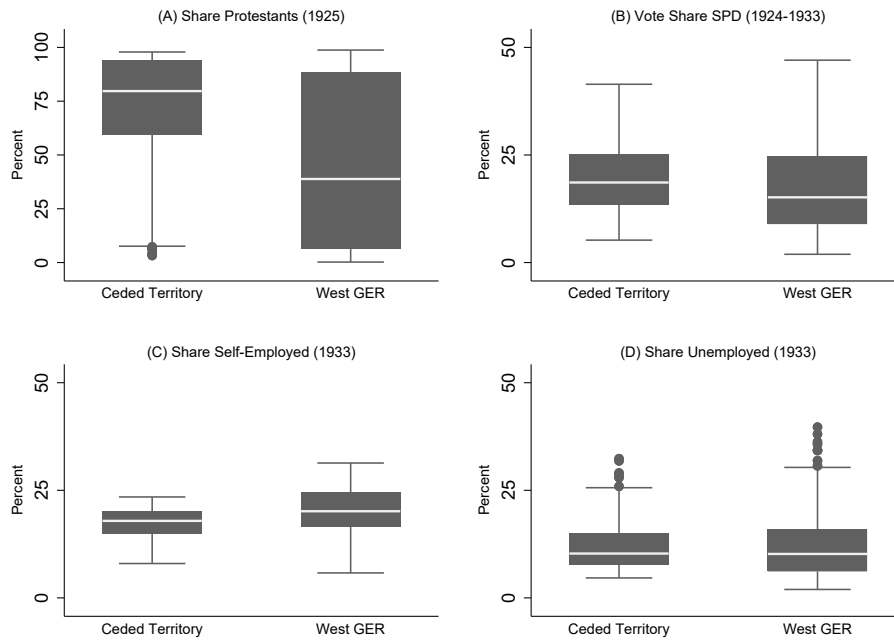 (A) Share Protestants (1925)
100
75
50
25
0
Percent
Ceded Territory
West GER
(B) Vote Share SPD (1924-1933)
50
25
0
Percent
Ceded Territory
West GER
(C) Share Self-Employed (1933)
50
25
0
Percent
Ceded Territory
West GER
(D) Share Unemployed (1933)
50
25
0
Percent
Ceded Territory
West GER